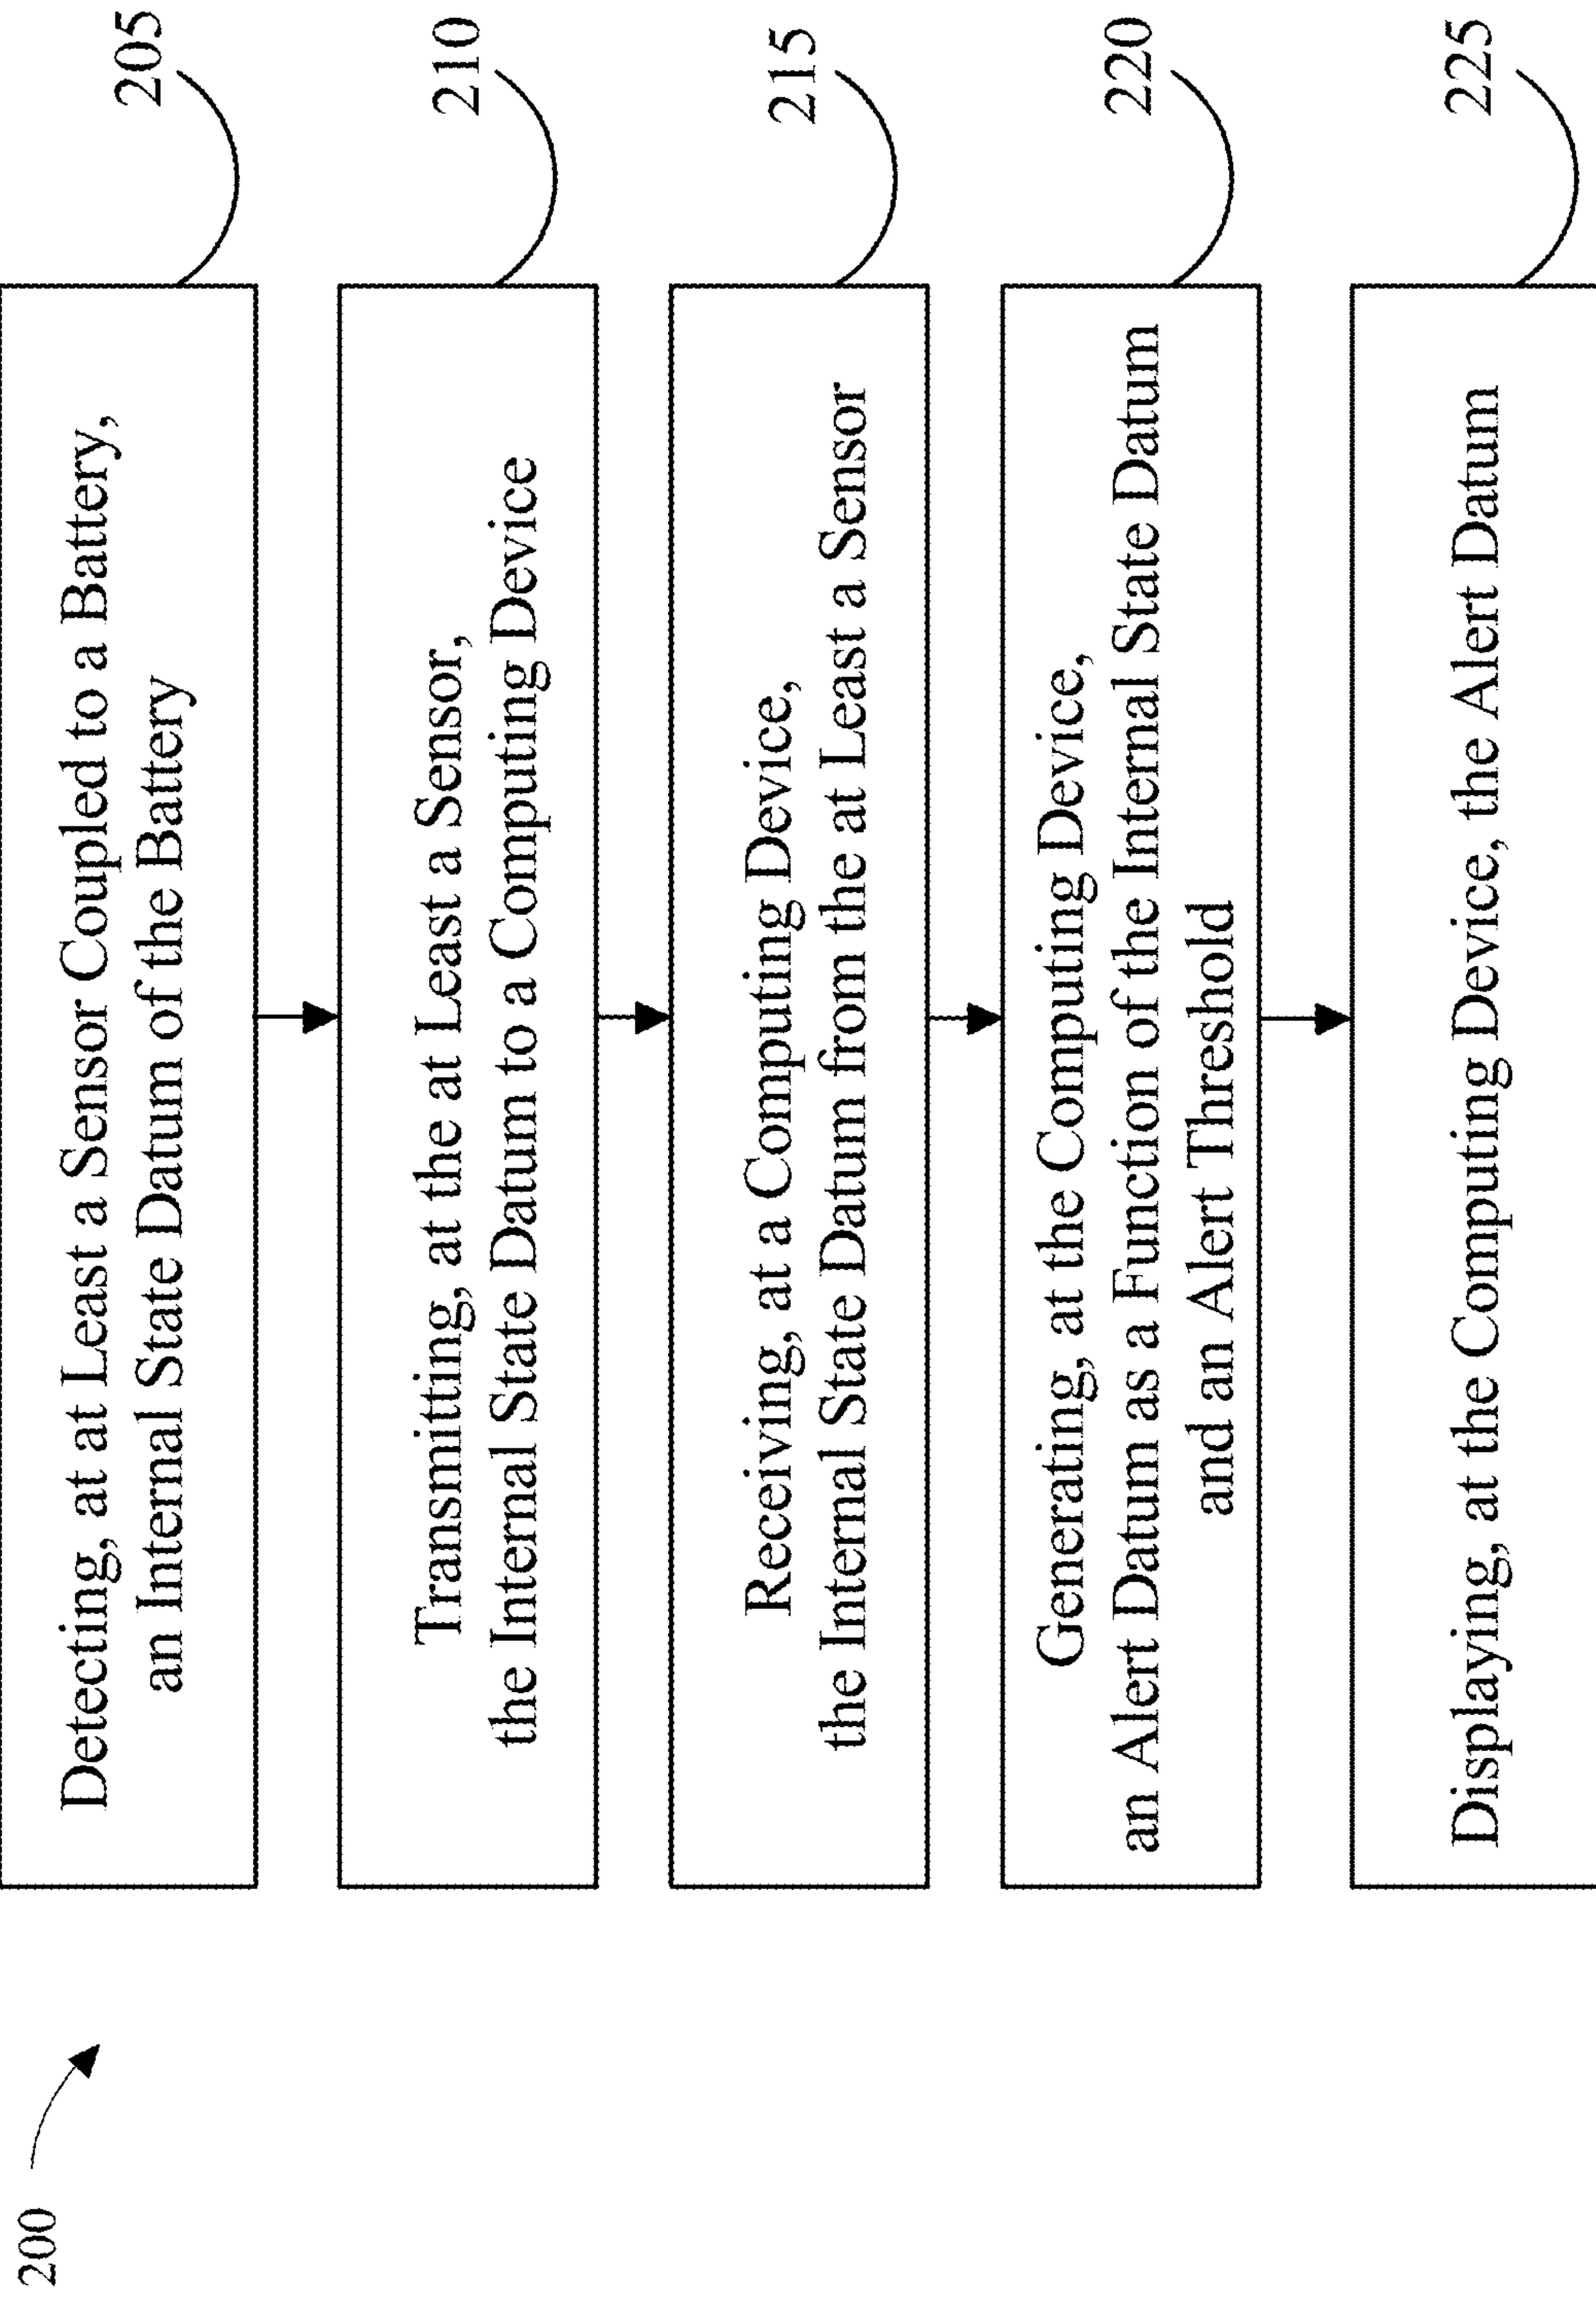 200
Detecting, at at Least a Sensor Coupled to a Battery,
an Internal State Datum of the Battery
205
Transmitting, at the at Least a Sensor,
the Internal State Datum to a Computing Device
210
Receiving, at a Computing Device,
the Internal State Datum from the at Least a Sensor
215
Generating, at the Computing Device,
an Alert Datum as a Function of the Internal State Datum
and an Alert Threshold
220
Displaying, at the Computing Device, the Alert Datum
225